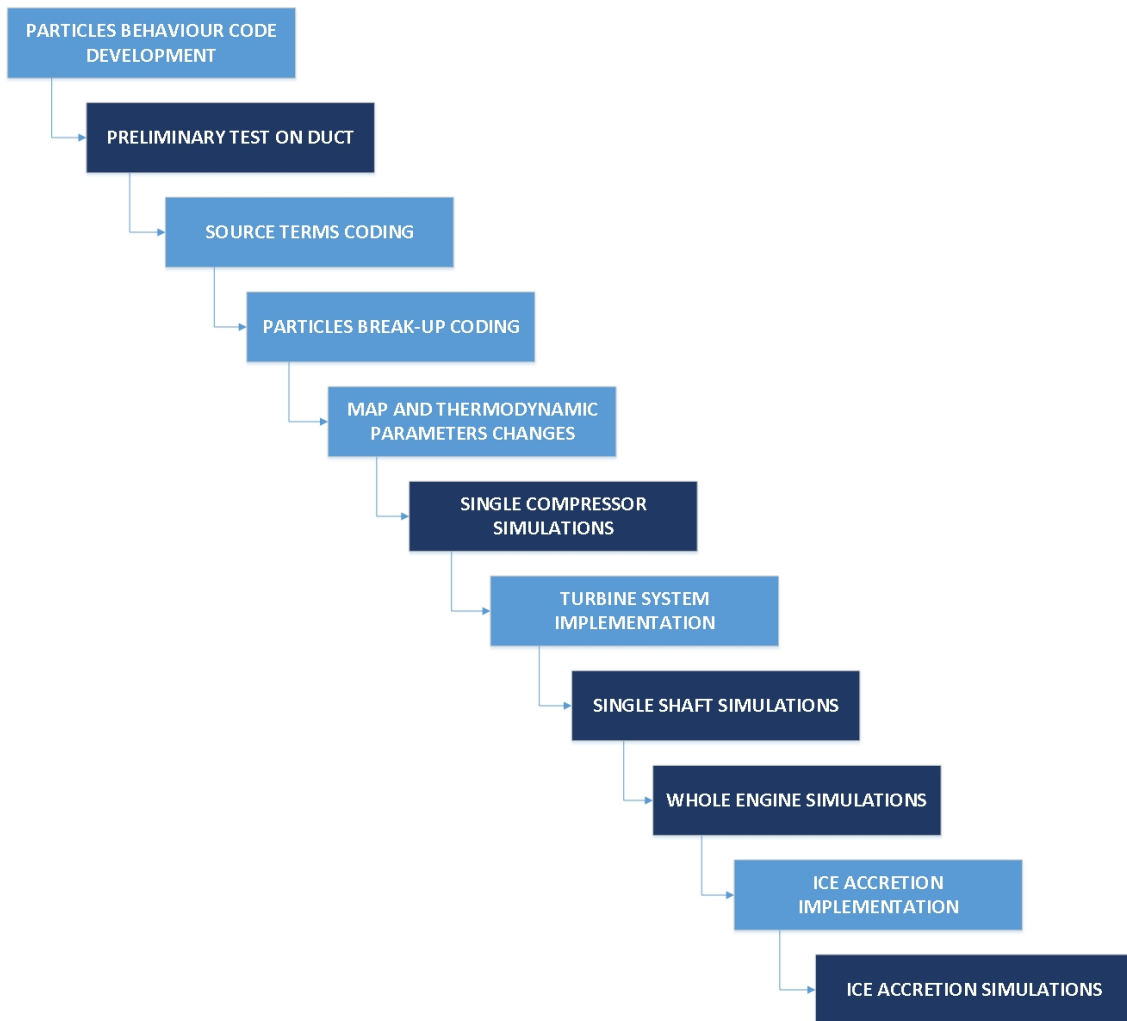 PARTICLES BEHAVIOUR CODE
DEVELOPMENT
PRELIMINARY TEST ON DUCT
SOURCE TERMS CODING
PARTICLES BREAK-UP CODING
MAP AND THERMODYNAMIC
PARAMETERS CHANGES
SINGLE COMPRESSOR
SIMULATIONS
TURBINE SYSTEM
IMPLEMENTATION
SINGLE SHAFT SIMULATIONS
WHOLE ENGINE SIMULATIONS
ICE ACCRETION
IMPLEMENTATION
ICE ACCRETION SIMULATIONS